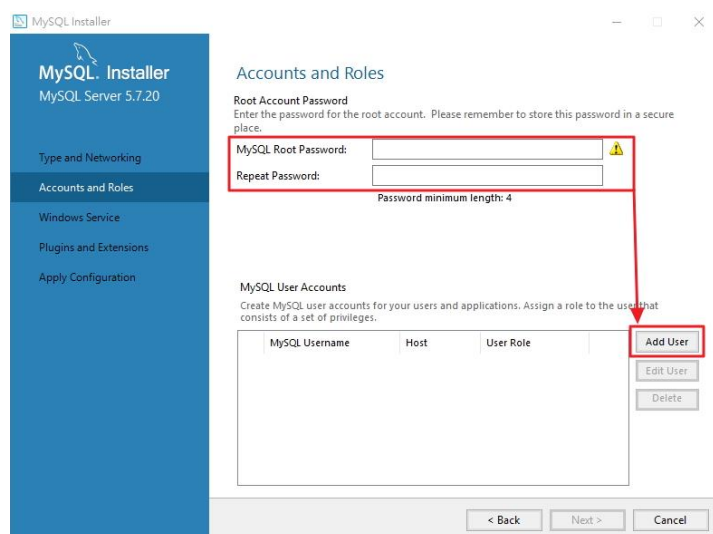 MySQL Installer
MySQL. Installer
MySQL Server 5.7.20
Type and Networking
Accounts and Roles
Windows Service
Plugins and Extensions
Apply Configuration
Accounts and Roles
Root Account Password
Enter the password for the root account. Please remember to store this password in a secure
place.
MySQL Root Password:
Repeat Password:
Password minimum length: 4
MySQL User Accounts
Create MySQL user accounts for your users and applications. Assign a role to the user that
consists of a set of privileges.
MySQL Username Host User Role
Add User
Edit User
Delete
< Back Next > Cancel